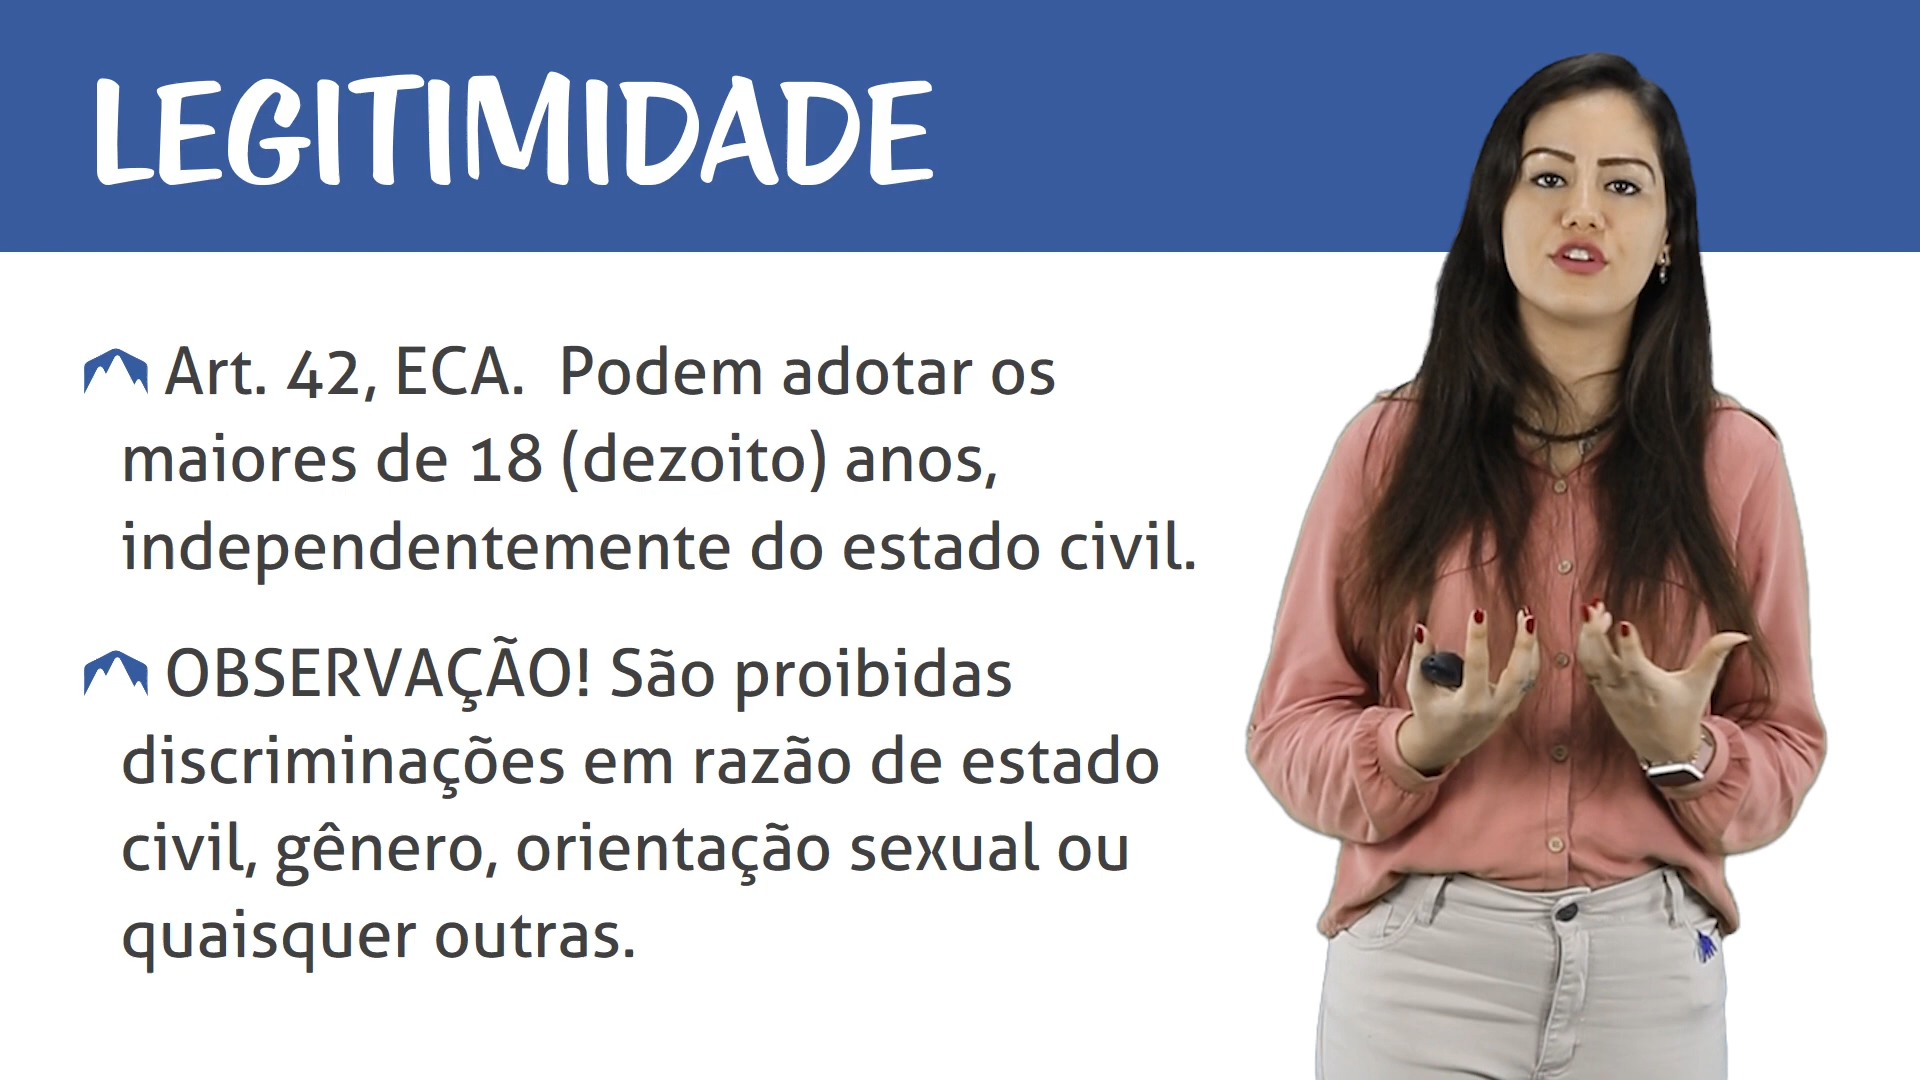 LEGITIMIDADE
Art. 42, ECA. Podem adotar os
maiores de 18 (dezoito) anos,
independentemente do estado civil.
OBSERVAÇÃO! São proibidas
discriminações em razão de estado
civil, gênero, orientação sexual ou
quaisquer outras.